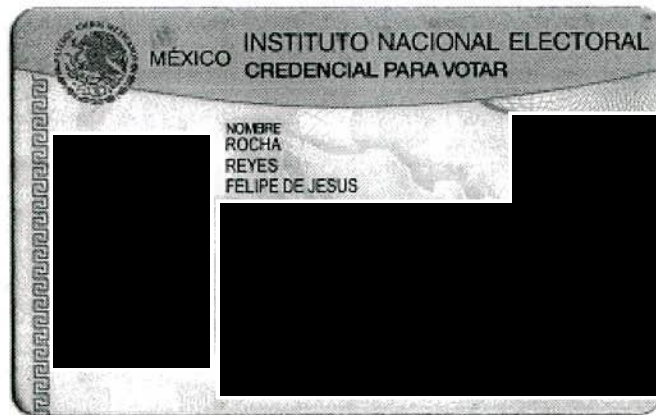 MÉXICO INSTITUTO NACIONAL ELECTORAL
CREDENCIAL PARA VOTAR
NOMBRE
ROCHA
REYES
FELIPE DE JESUS